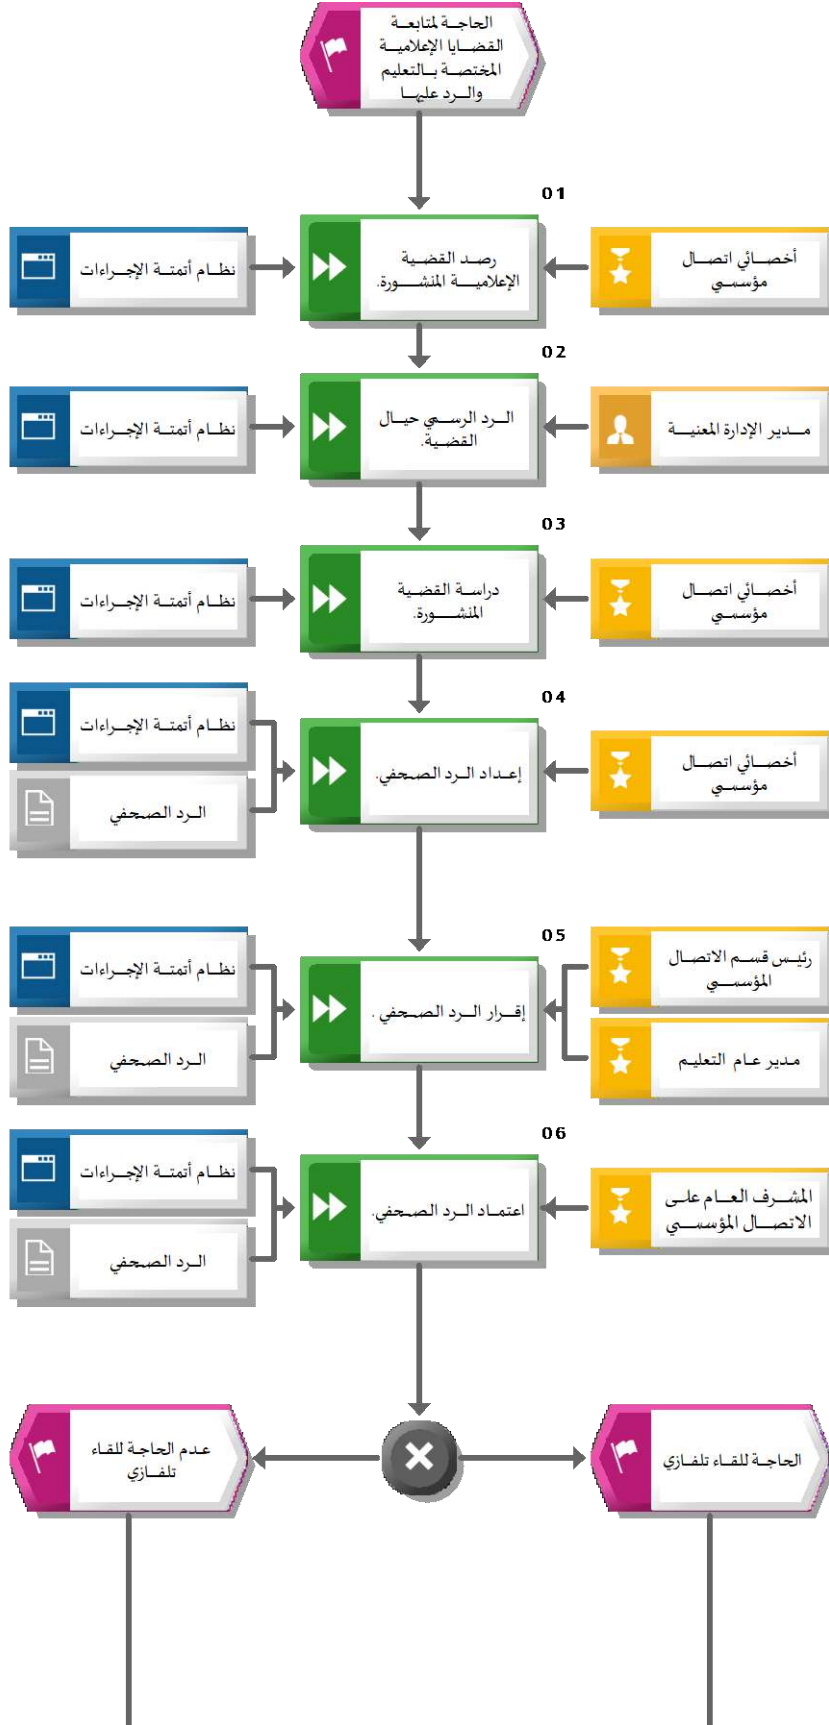 الحاجة لمتابعة
القضايا الإعلامية
المختصة بالتعليم
والرد عليها
01
أخصائي اتصال
مؤسسي
رصد القضية
الإعلامية المنشورة.
نظام أتمتة الإجراءات
02
مدير الإدارة المعنية
الرد الرسمي حيال
القضية.
نظام أتمتة الإجراءات
03
أخصائي اتصال
مؤسسي
دراسة القضية
المنشورة.
نظام أتمتة الإجراءات
04
أخصائي اتصال
مؤسسي
إعداد الرد الصحفي.
نظام أتمتة الإجراءات
الرد الصحفي
05
رئيس قسم الاتصال
المؤسسي
مدير عام التعليم
إقرار الرد الصحفي .
نظام أتمتة الإجراءات
الرد الصحفي
06
المشرف العام على
الاتصال المؤسسي
اعتماد الرد الصحفي.
نظام أتمتة الإجراءات
الرد الصحفي
الحاجة للقاء تلفازي
عدم الحاجة للقاء
تلفازي